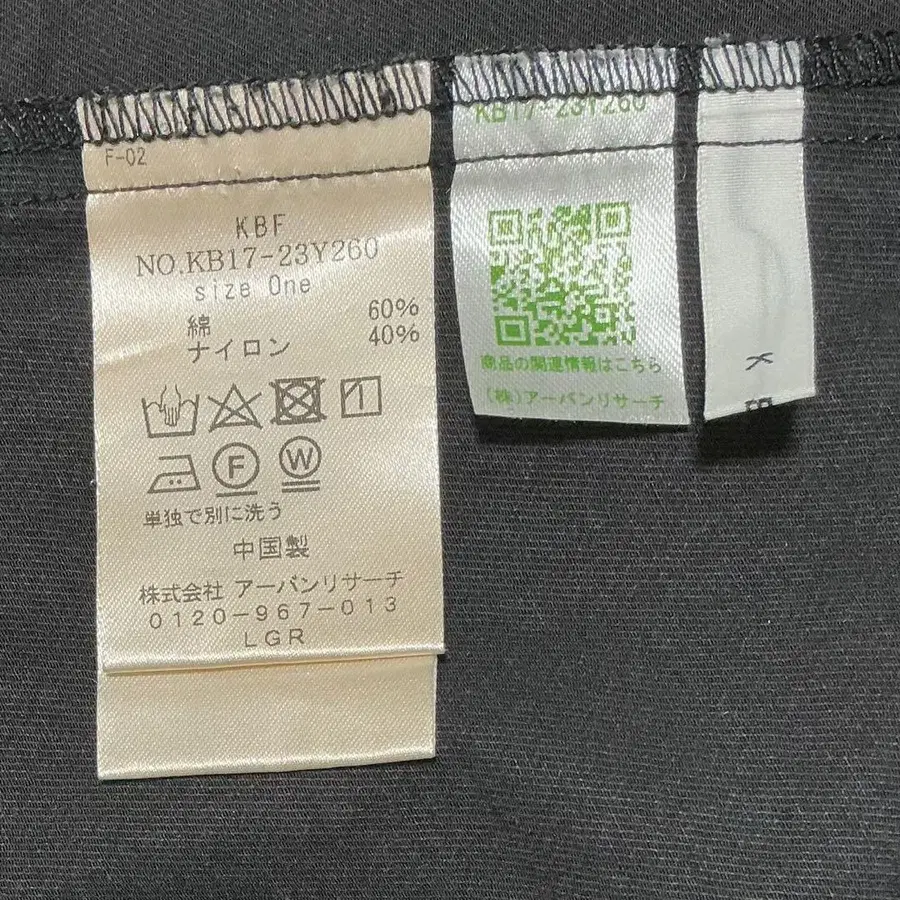 F-02
KBF
NO.KB17-23Y260
size One
綿 60%
ナイロン 40%
F
W
単独で別に洗う
中国製
株式会社 アーバンリサーチ
0120-967-013
LGR
KB17-23Y260
商品の関連情報はこちら
(株)アーバンリサーチ